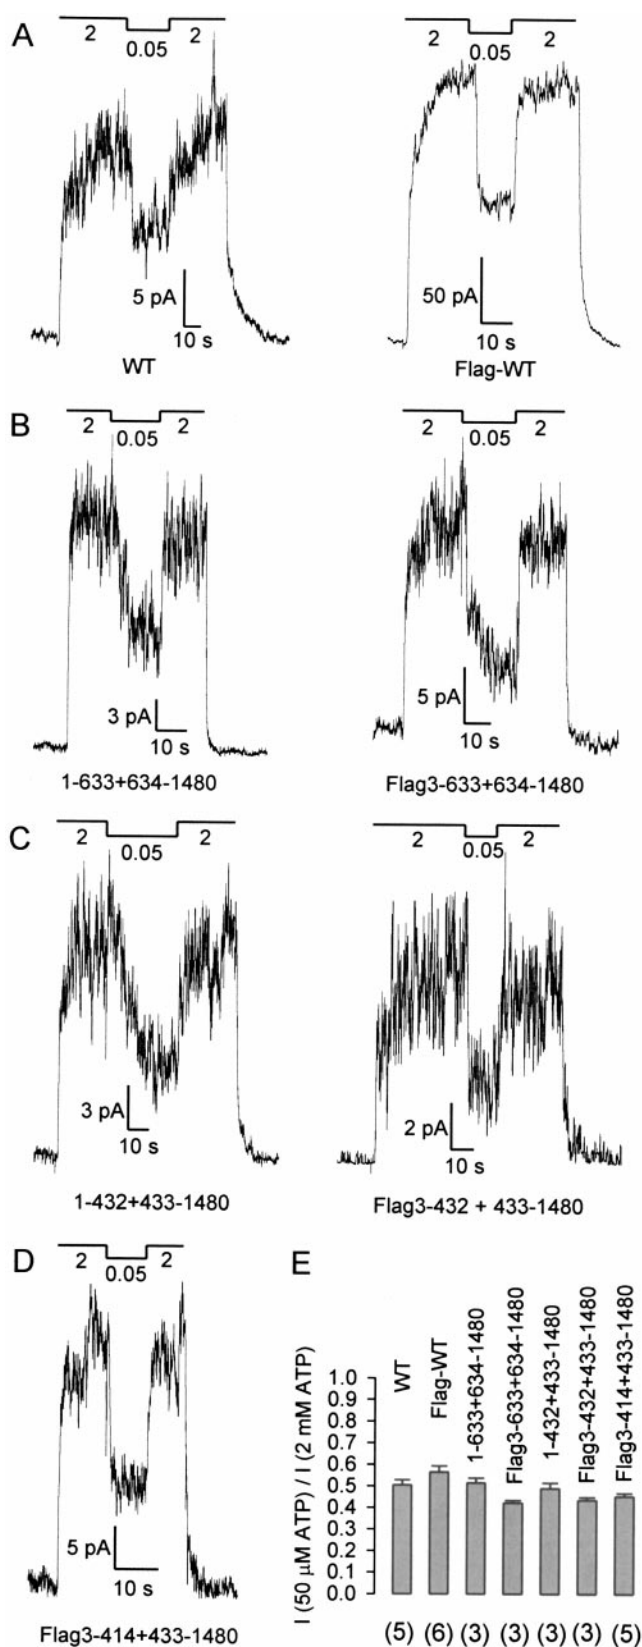 A
2 0.05 2
2 0.05 2
5 pA
10 s
WT
50 pA
10 s
Flag-WT
B
2 0.05 2
2 0.05 2
3 pA
10 s
1-633+634-1480
5 pA
10 s
Flag3-633+634-1480
C
2 0.05 2
2 0.05 2
3 pA
10 s
1-432+433-1480
2 pA
10 s
Flag3-432 + 433-1480
D
2 0.05 2
5 pA
10 s
Flag3-414+433-1480
E
I (50 μM ATP) / I (2 mM ATP)
1.0
0.9
0.8
0.7
0.6
0.5
0.4
0.3
0.2
0.1
0.0
WT
Flag-WT
1-633+634-1480
Flag3-633+634-1480
1-432+433-1480
Flag3-432+433-1480
Flag3-414+433-1480
(5) (6) (3) (3) (3) (3) (5)